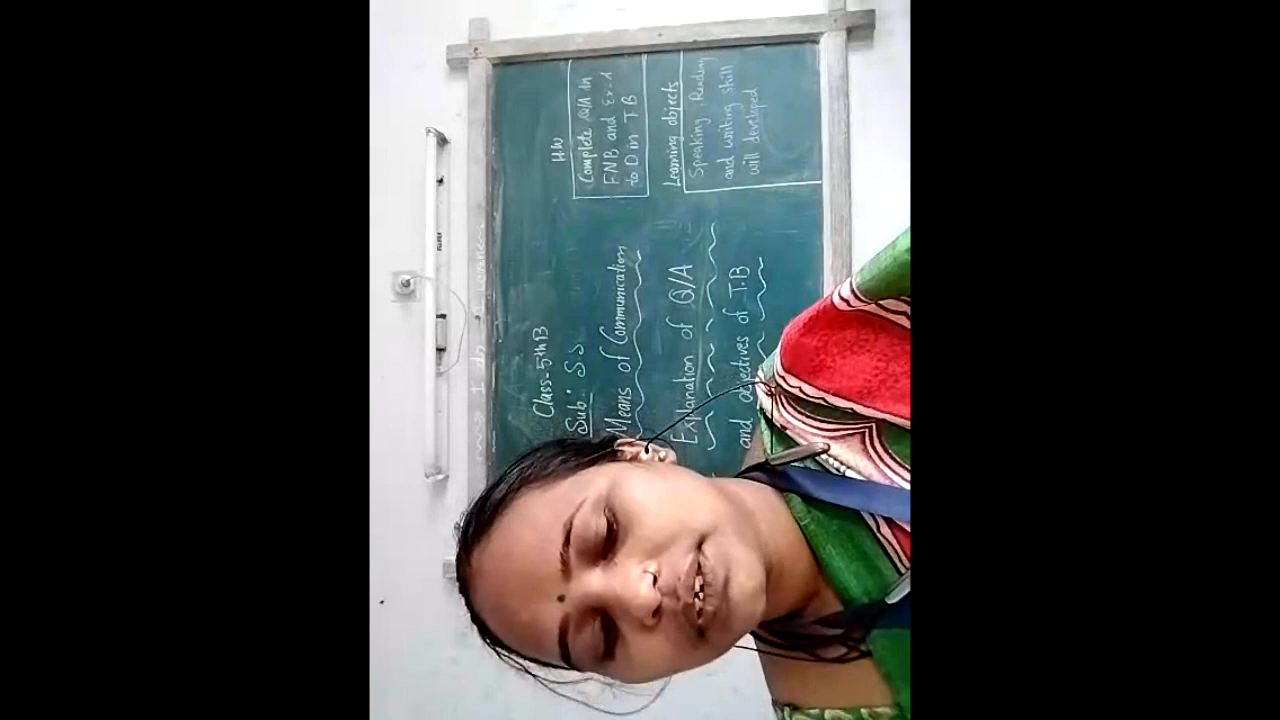 Class-5th B
Sub: SS
Means of Communication
Explanation of Q/A
and objectives of T.B
H.W
Complete Q/A in
FNB and Ex-A
to D in T.B
Learning objects
Speaking, Reading
and writing skill
will developed